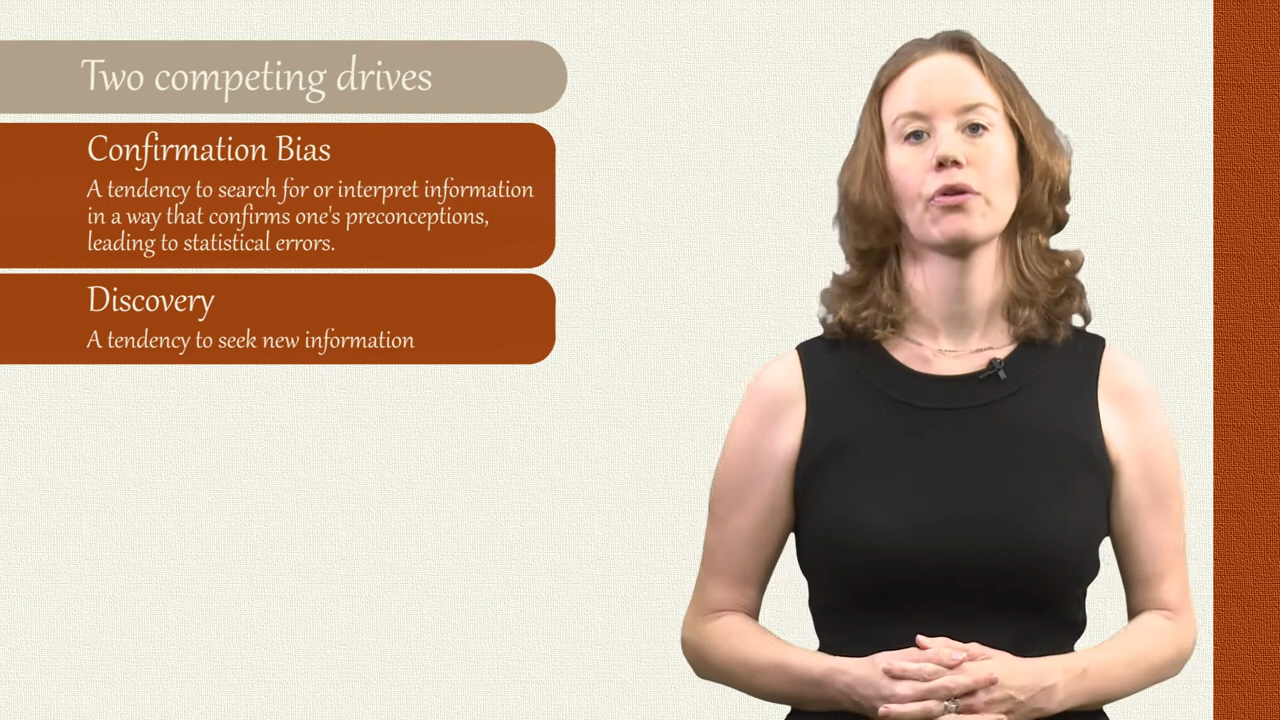 Two competing drives
Confirmation Bias
A tendency to search for or interpret information
in a way that confirms one's preconceptions,
leading to statistical errors.
Discovery
A tendency to seek new information